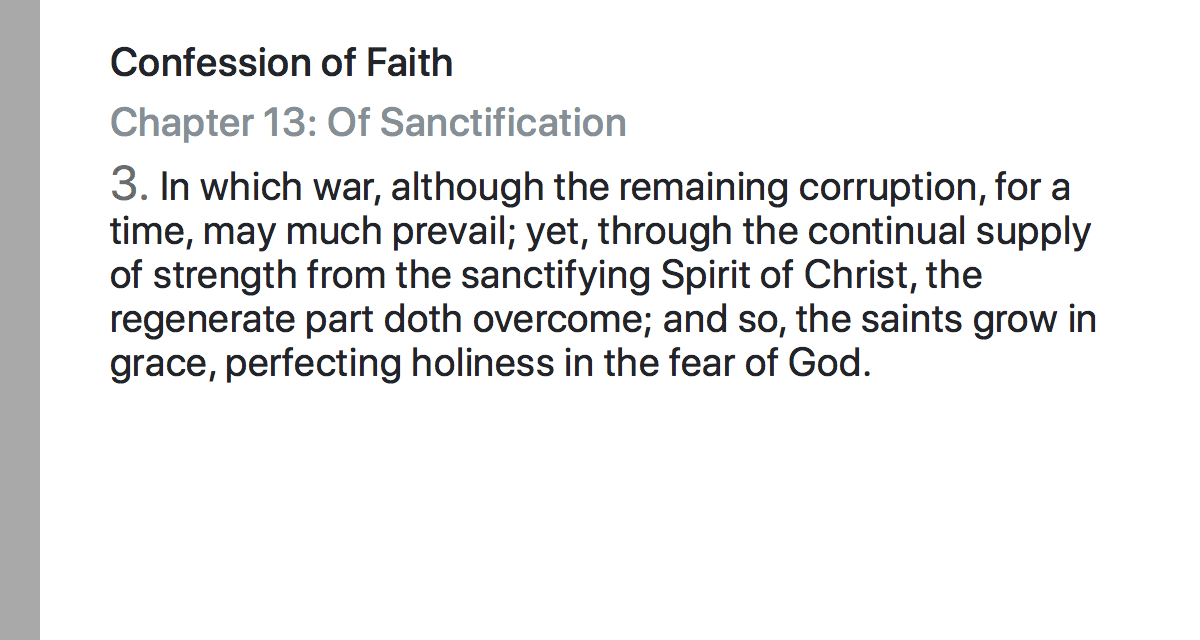 Confession of Faith
Chapter 13: Of Sanctification
3. In which war, although the remaining corruption, for a
time, may much prevail; yet, through the continual supply
of strength from the sanctifying Spirit of Christ, the
regenerate part doth overcome; and so, the saints grow in
grace, perfecting holiness in the fear of God.